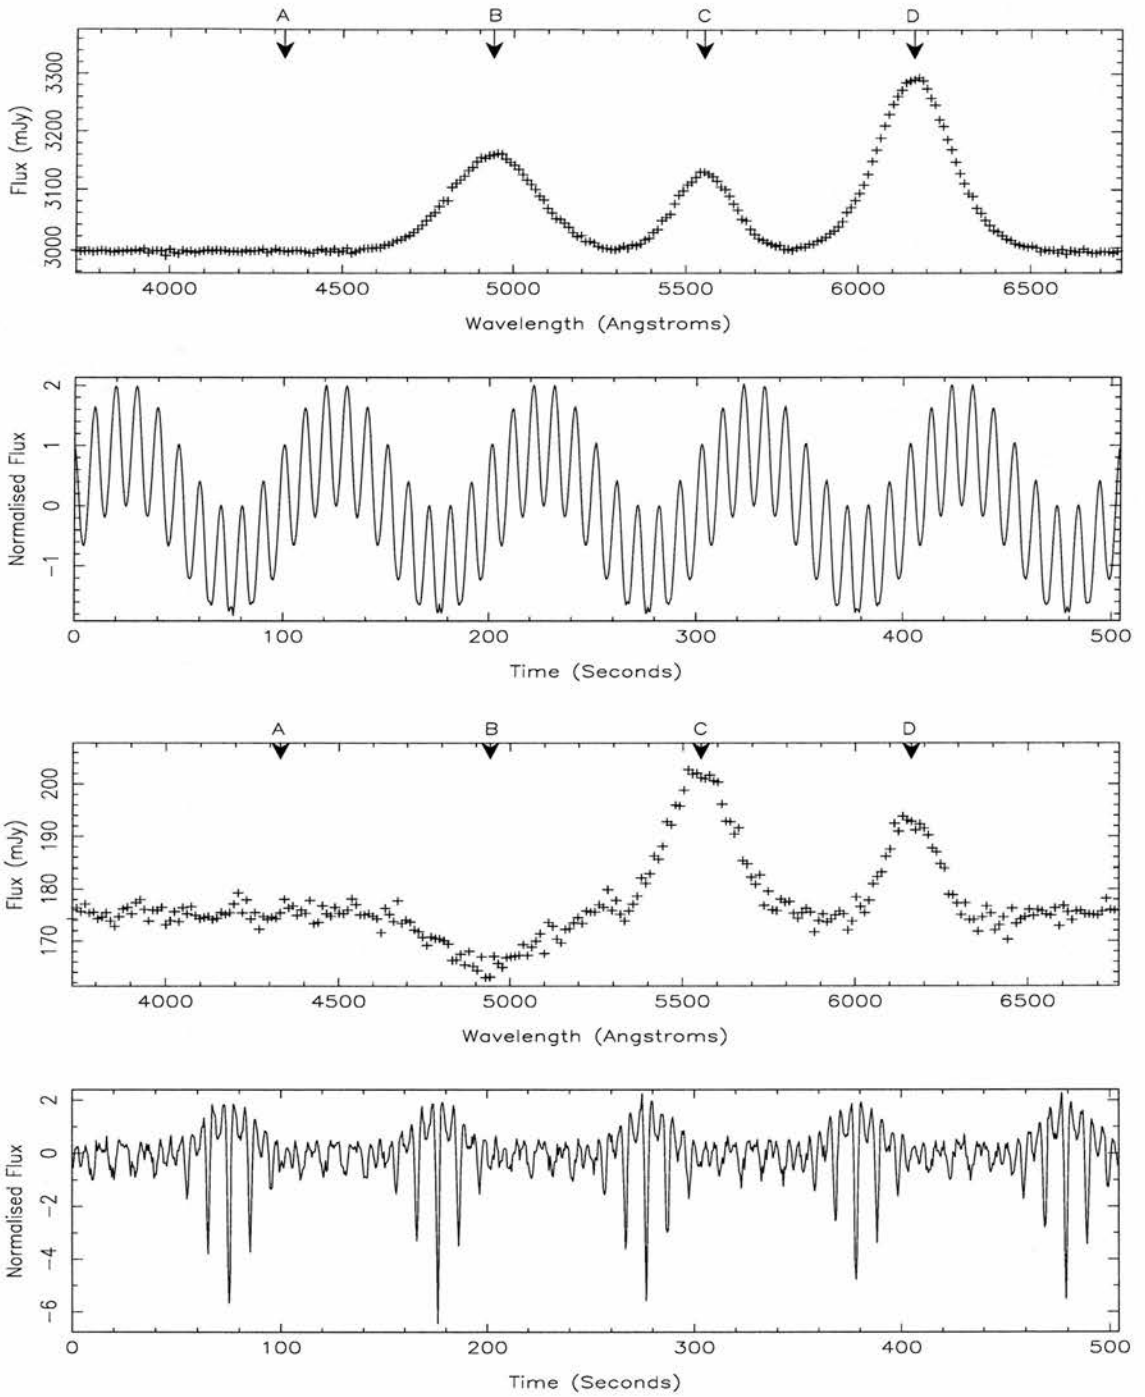 A B C D
3300
3200
3100
3000
Flux (mJy)
4000 4500 5000 5500 6000 6500
Wavelength (Angstroms)
2
1
0
−1
Normalised Flux
0 100 200 300 400 500
Time (Seconds)
A B C D
200
190
180
170
Flux (mJy)
4000 4500 5000 5500 6000 6500
Wavelength (Angstroms)
2
0
−2
−4
−6
Normalised Flux
0 100 200 300 400 500
Time (Seconds)